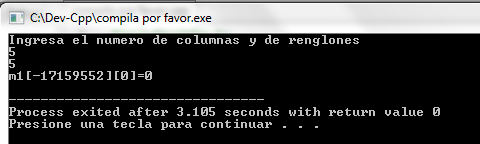 C:\Dev-Cpp\compila por favor.exe
Ingresa el numero de columnas y de renglones
5
5
m1[-17159552][0]=0
--------------------------------
Process exited after 3.105 seconds with return value 0
Presione una tecla para continuar . . .